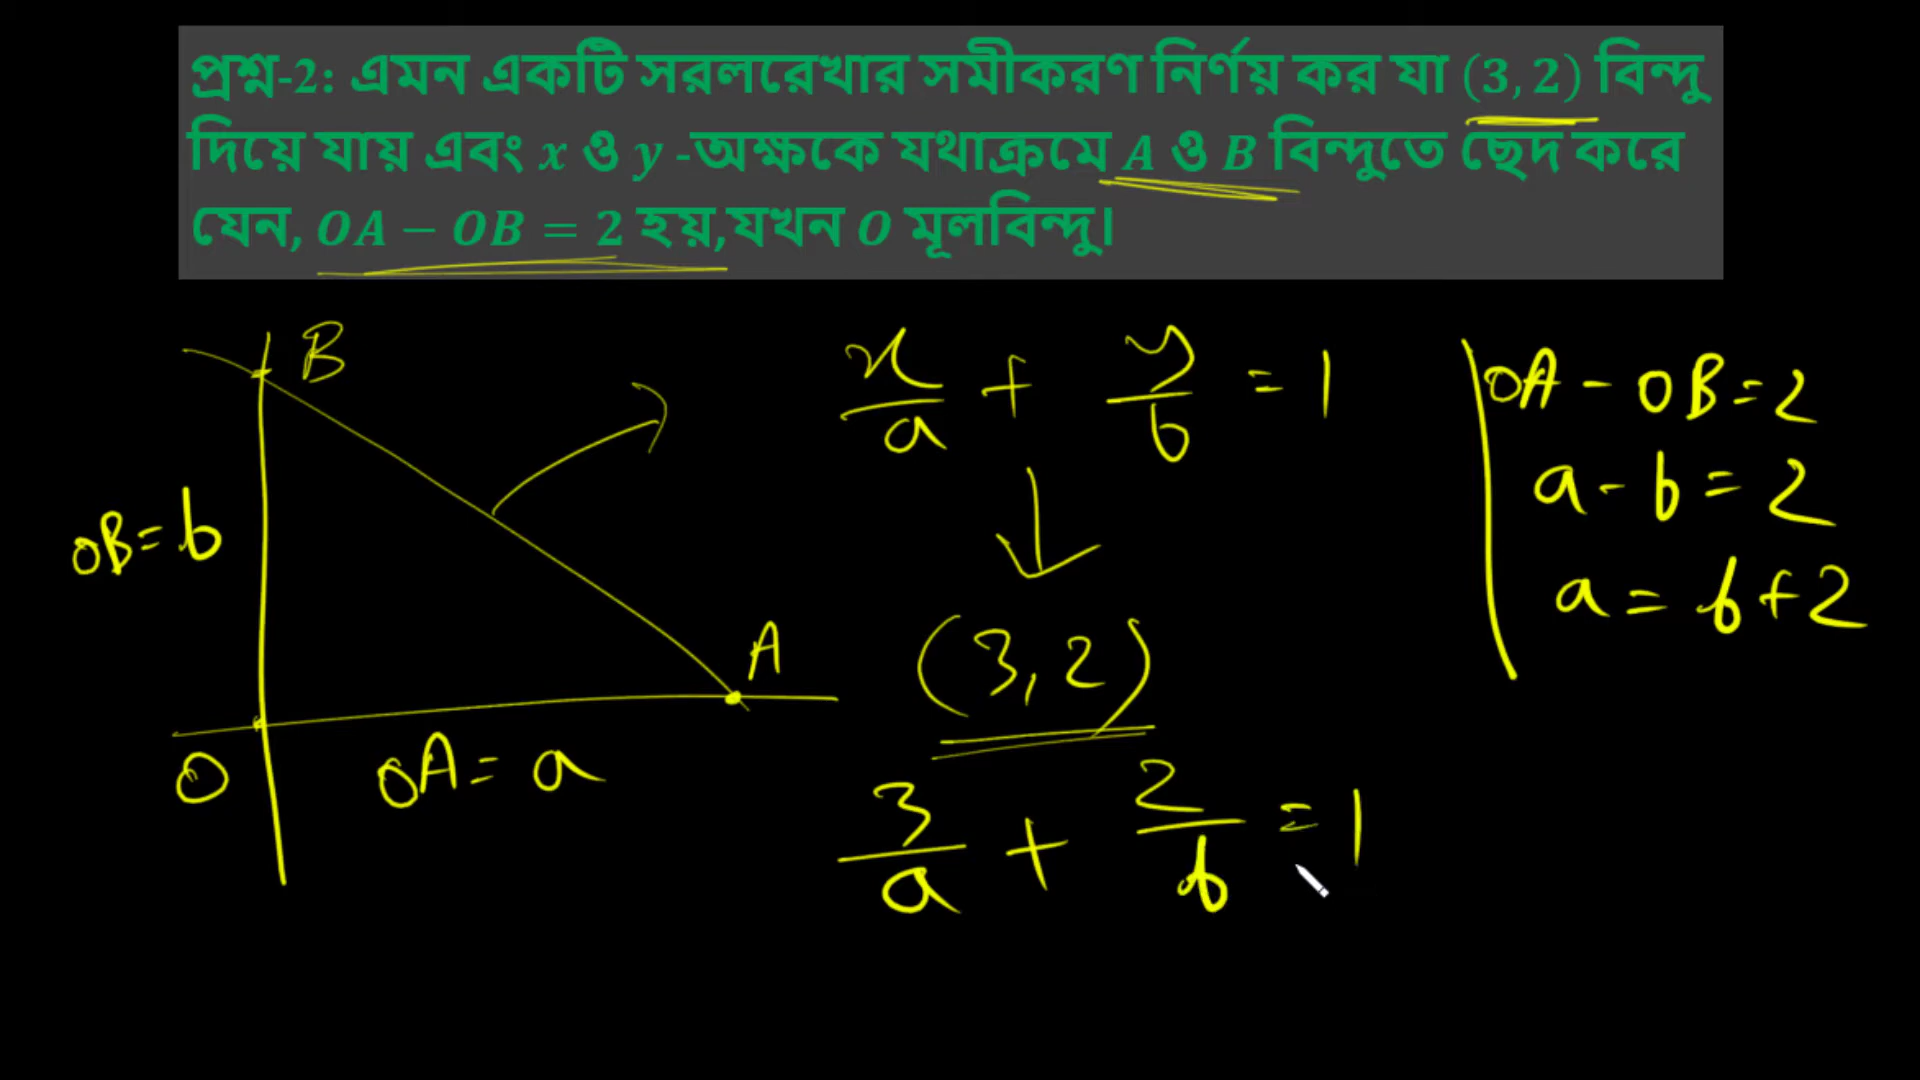 প্রশ্ন-2: এমন একটি সরলরেখার সমীকরণ নির্ণয় কর যা (3, 2) বিন্দু
দিয়ে যায় এবং x ও y -অক্ষকে যথাক্রমে A ও B বিন্দুতে ছেদ করে
যেন, OA − OB = 2 হয়,যখন O মূলবিন্দু।
B
OB = b
O
OA = a
A
x/a + y/b = 1
(3, 2)
3/a + 2/b = 1
OA - OB = 2
a - b = 2
a = b + 2